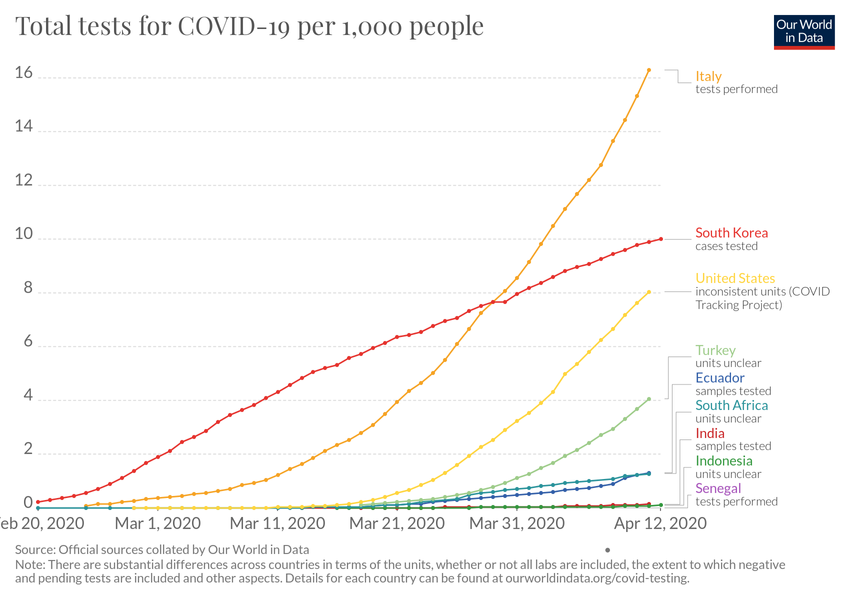 Total tests for COVID-19 per 1,000 people
Our World
in Data
16
14
12
10
8
6
4
2
0
Italy
tests performed
South Korea
cases tested
United States
inconsistent units (COVID
Tracking Project)
Turkey
units unclear
Ecuador
samples tested
South Africa
units unclear
India
samples tested
Indonesia
units unclear
Senegal
tests performed
eb 20, 2020 Mar 1, 2020 Mar 11, 2020 Mar 21, 2020 Mar 31, 2020 Apr 12, 2020
Source: Official sources collated by Our World in Data
Note: There are substantial differences across countries in terms of the units, whether or not all labs are included, the extent to which negative
and pending tests are included and other aspects. Details for each country can be found at ourworldindata.org/covid-testing.